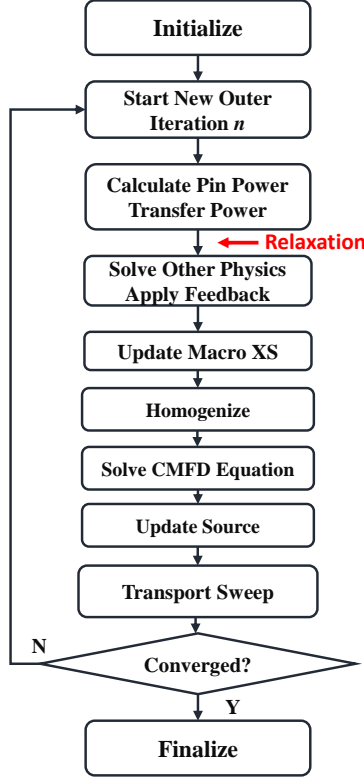 Initialize
Start New Outer
Iteration n
Calculate Pin Power
Transfer Power
Relaxation
Solve Other Physics
Apply Feedback
Update Macro XS
Homogenize
Solve CMFD Equation
Update Source
Transport Sweep
N
Converged?
Y
Finalize